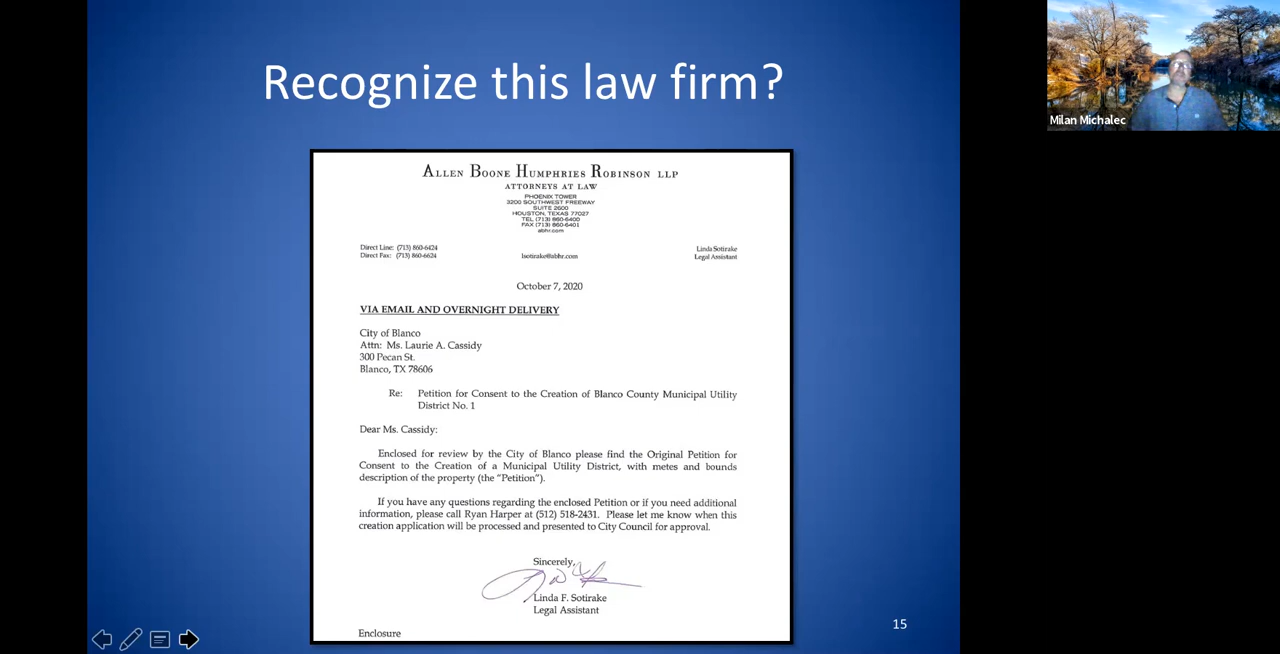 Recognize this law firm?
ALLEN BOONE HUMPHRIES ROBINSON LLP
ATTORNEYS AT LAW
PHOENIX TOWER
3200 SOUTHWEST FREEWAY
SUITE 2600
HOUSTON, TEXAS 77027
TEL (713) 860-6400
FAX (713) 860-6401
abhr.com
Direct Line: (713) 860-6424
Direct Fax: (713) 860-6624
lsotirake@abhr.com
Linda Sotirake
Legal Assistant
October 7, 2020
VIA EMAIL AND OVERNIGHT DELIVERY
City of Blanco
Attn: Ms. Laurie A. Cassidy
300 Pecan St.
Blanco, TX 78606
Re: Petition for Consent to the Creation of Blanco County Municipal Utility
District No. 1
Dear Ms. Cassidy:
Enclosed for review by the City of Blanco please find the Original Petition for
Consent to the Creation of a Municipal Utility District, with metes and bounds
description of the property (the “Petition”).
If you have any questions regarding the enclosed Petition or if you need additional
information, please call Ryan Harper at (512) 518-2431. Please let me know when this
creation application will be processed and presented to City Council for approval.
Sincerely,
Linda F. Sotirake
Legal Assistant
Enclosure
15
Milan Michalec